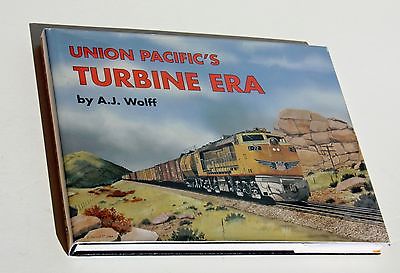 UNION PACIFIC'S
TURBINE ERA
by A.J. Wolff